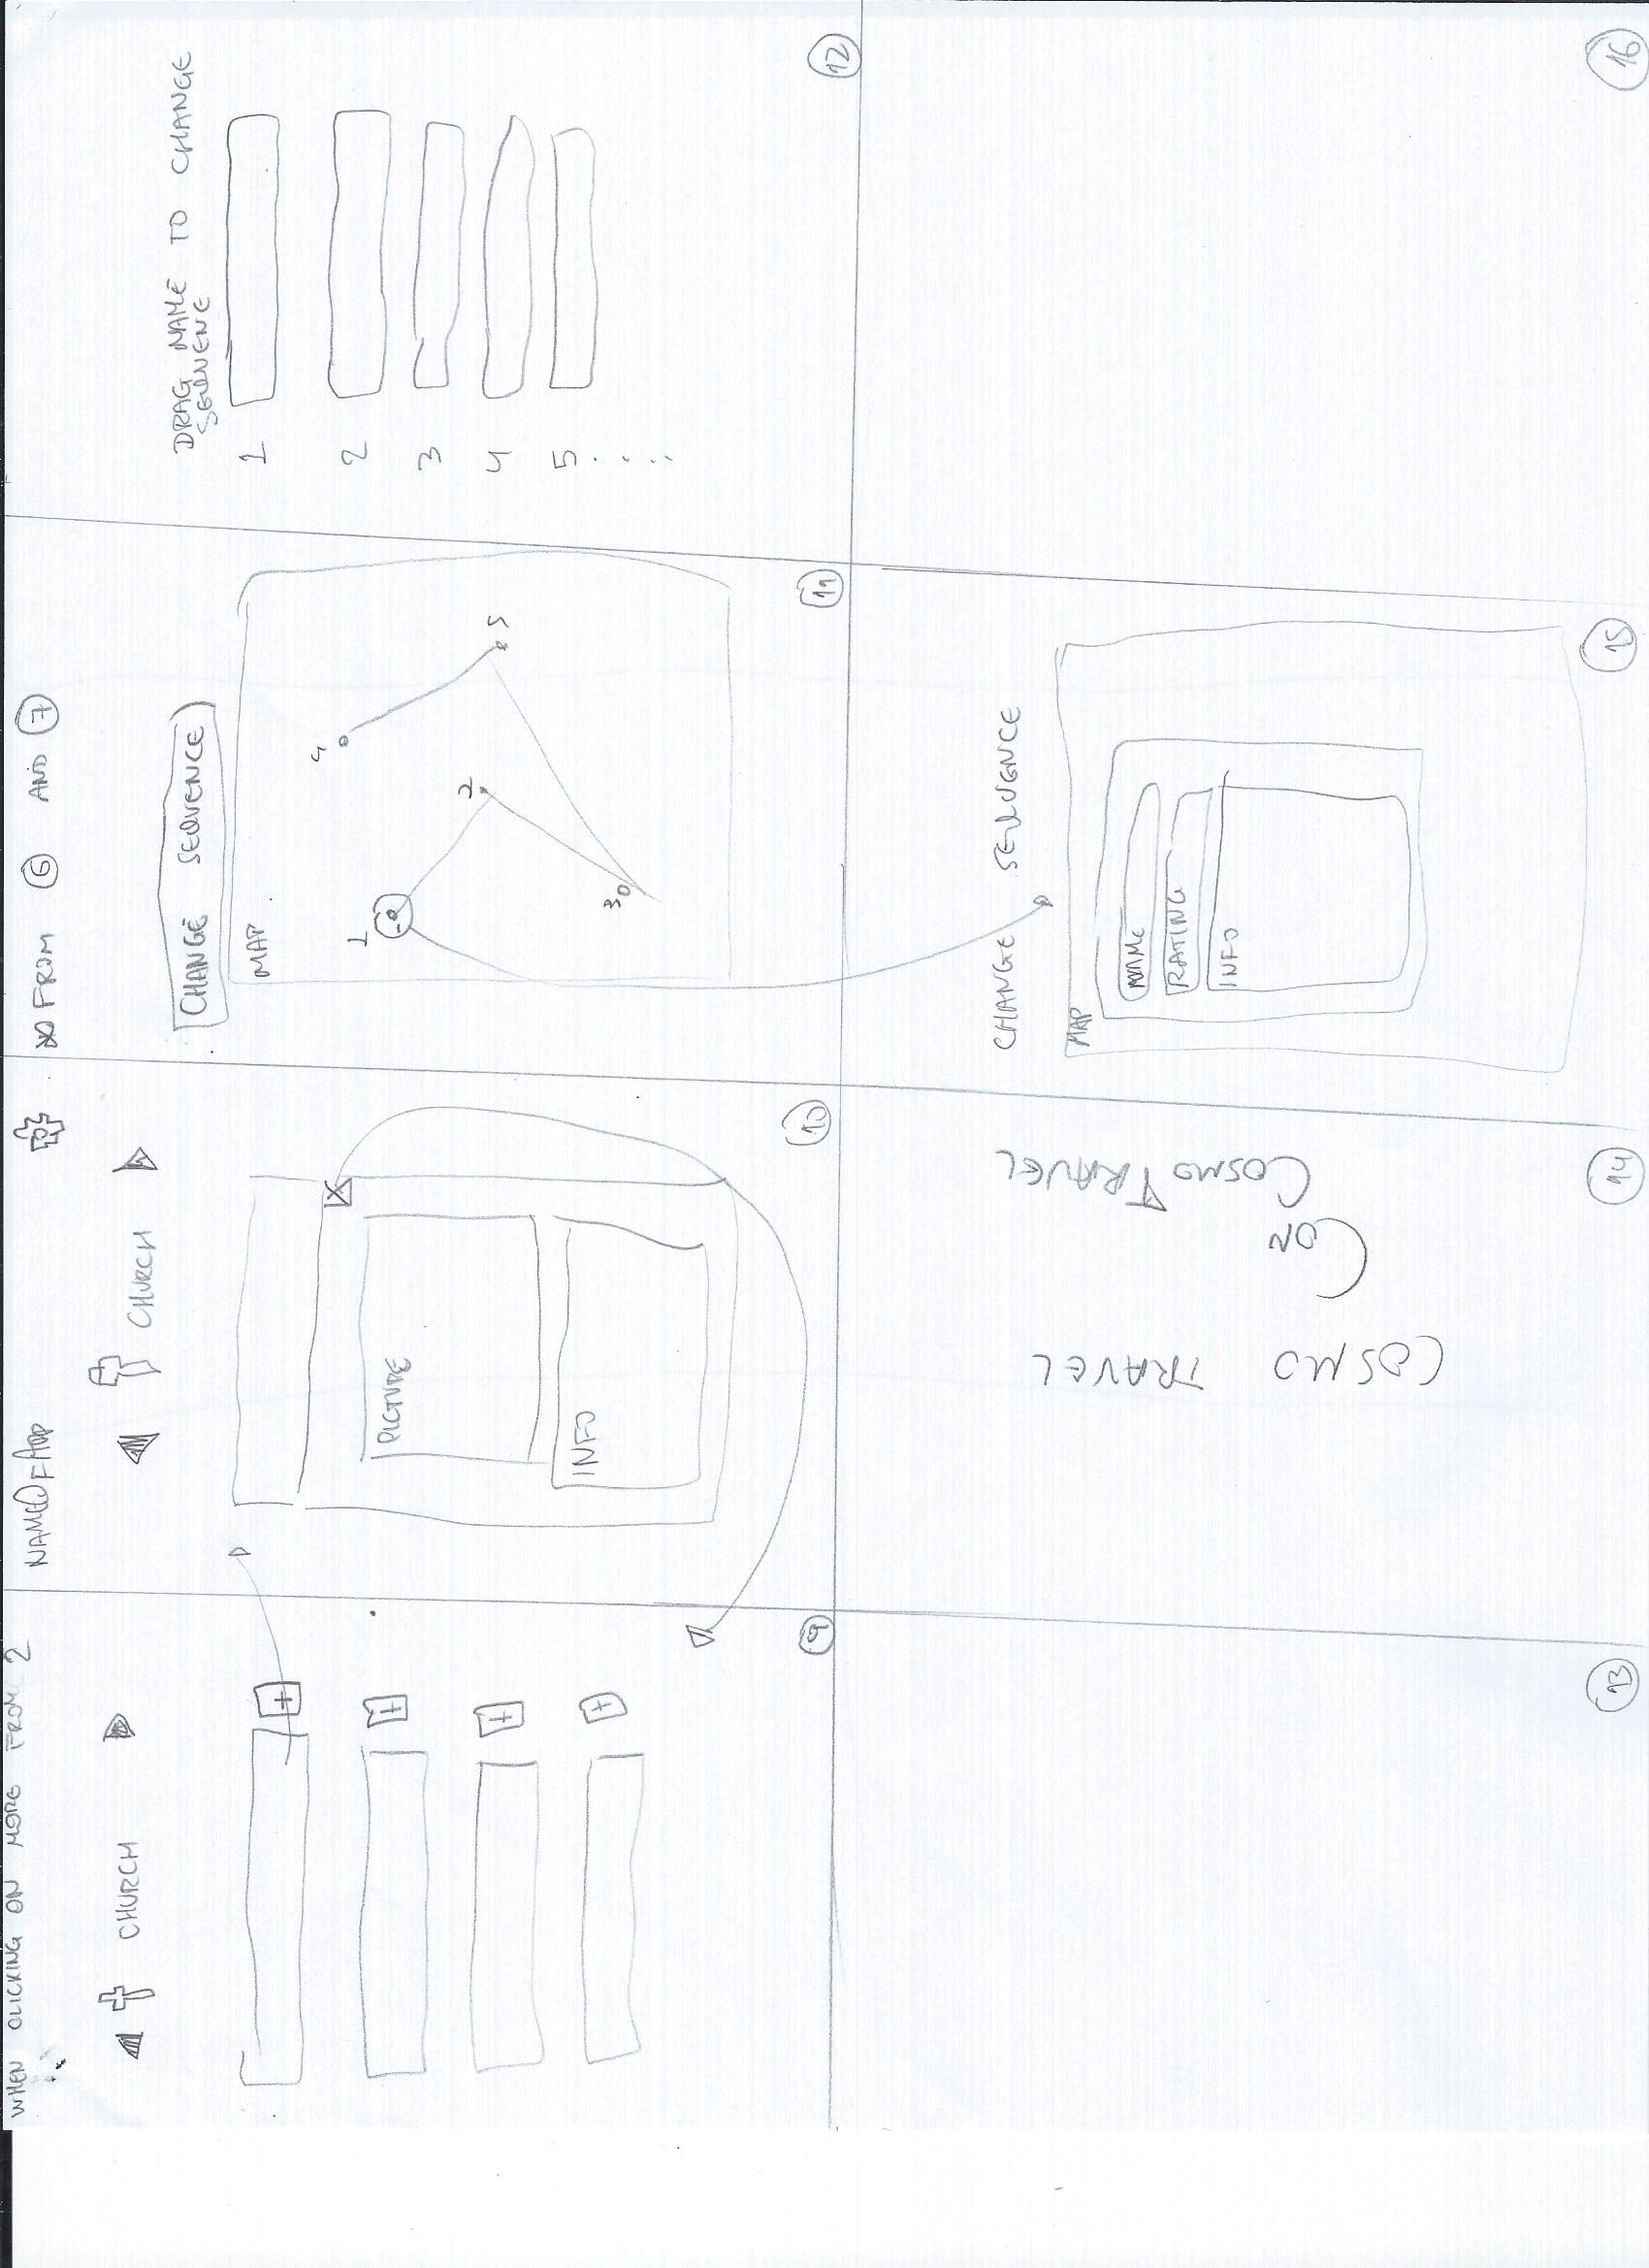 WHEN CLICKING ON MORE FROM 2
CHURCH
+
+
+
+
9
NAMEOFAPP
CHURCH
X
PICTURE
INFO
10
FROM 6 AND 7
CHANGE SEQUENCE
MAP
1
2
3
4
5
11
DRAG NAME TO CHANGE
SEQUENCE
1
2
3
4
5 . . . .
12
13
COSMO TRAVEL
COSMO TRAVEL
14
CHANGE SEQUENCE
MAP
NAME
RATING
INFO
15
16